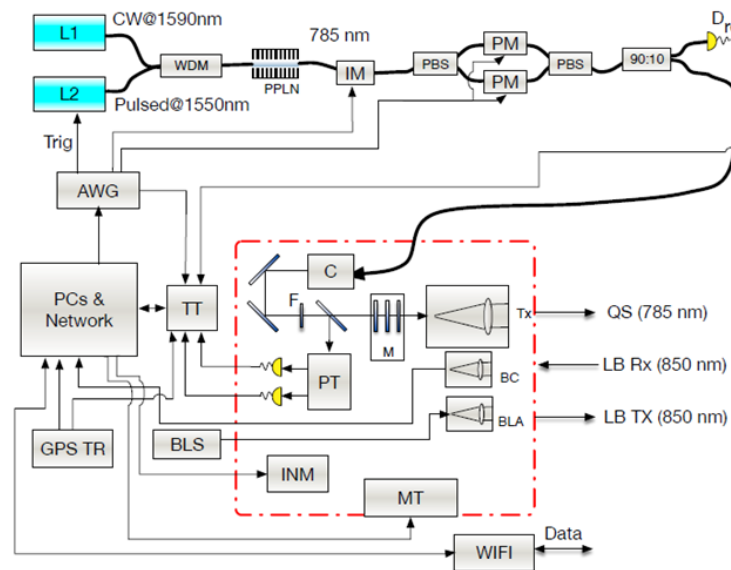 L1
CW@1590nm
785 nm
D
WDM
PPLN
IM
PBS
PM
PM
PBS
90:10
L2
Pulsed@1550nm
Trig
AWG
PCs &
Network
TT
C
F
M
Tx
QS (785 nm)
PT
BC
LB Rx (850 nm)
BLA
LB TX (850 nm)
GPS TR
BLS
INM
MT
WIFI
Data